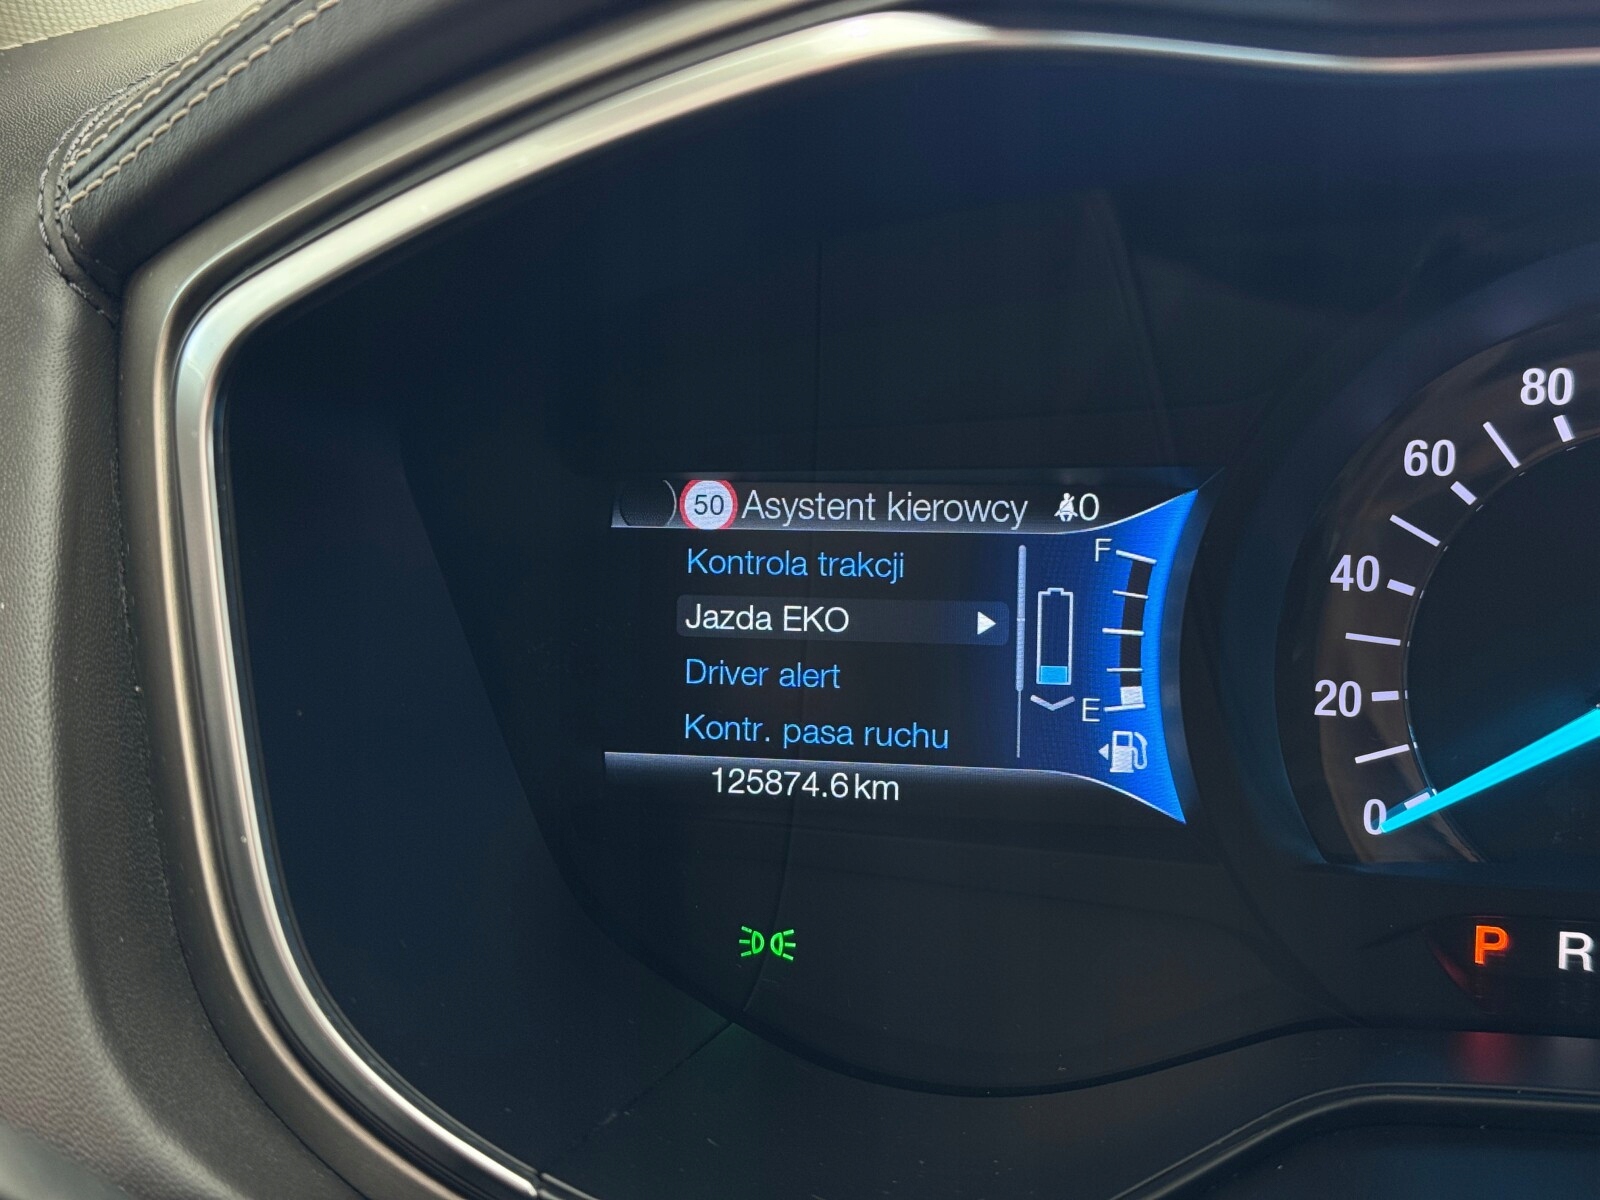 50 Asystent kierowcy 0
Kontrola trakcji
Jazda EKO
Driver alert
Kontr. pasa ruchu
125874.6 km
F
E
80
60
40
20
0
P R